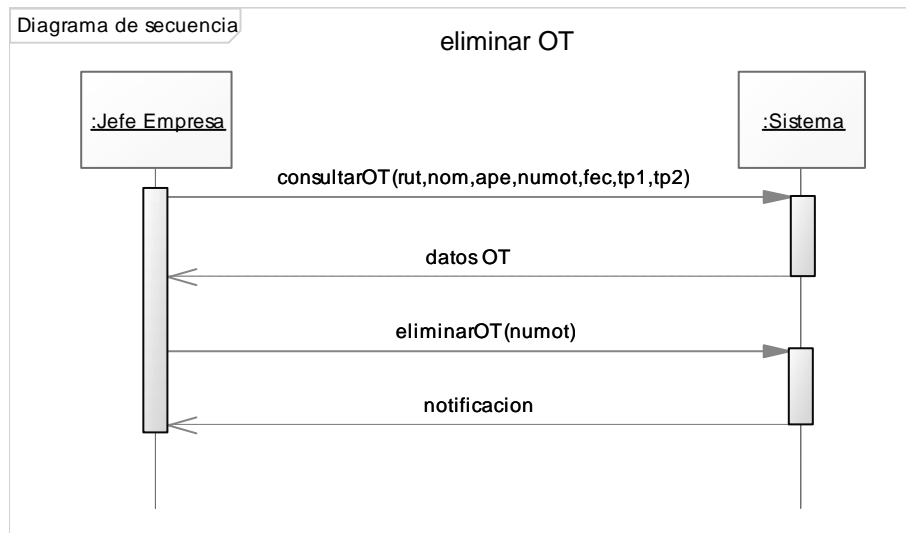 Diagrama de secuencia
eliminar OT
:Jefe Empresa
:Sistema
consultarOT(rut,nom,ape,numot,fec,tp1,tp2)
datos OT
eliminarOT(numot)
notificacion